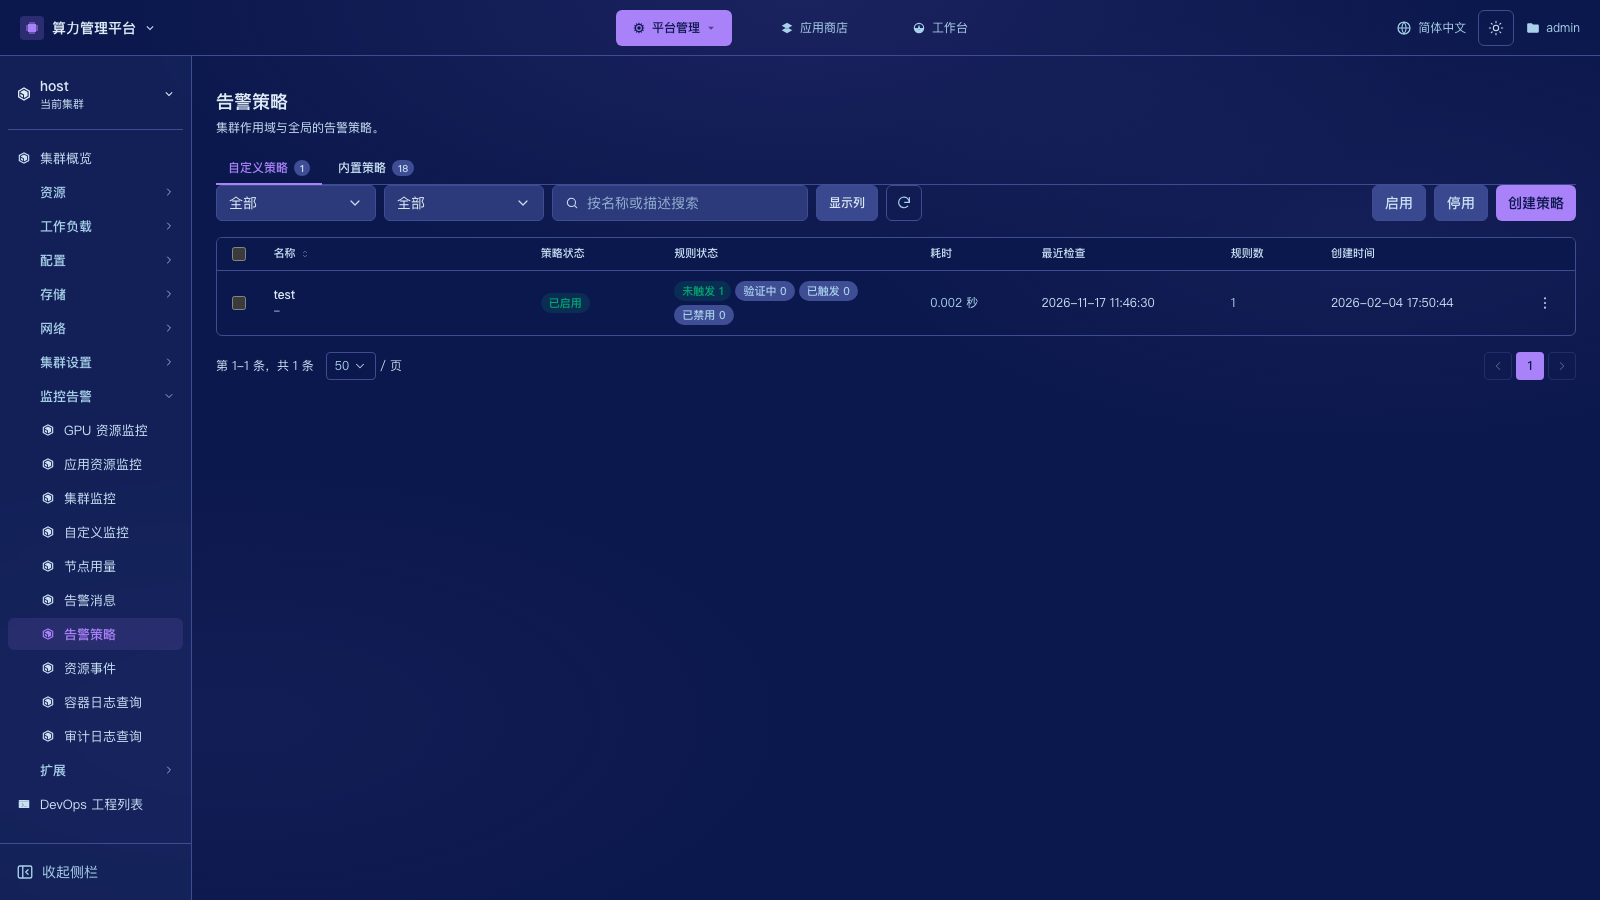 算力管理平台
平台管理
应用商店
工作台
简体中文
admin
host
当前集群
集群概览
资源
工作负载
配置
存储
网络
集群设置
监控告警
GPU 资源监控
应用资源监控
集群监控
自定义监控
节点用量
告警消息
告警策略
资源事件
容器日志查询
审计日志查询
扩展
DevOps 工程列表
收起侧栏
告警策略
集群作用域与全局的告警策略。
自定义策略 1
内置策略 18
全部
全部
按名称或描述搜索
显示列
启用
停用
创建策略
名称
策略状态
规则状态
耗时
最近检查
规则数
创建时间
test
–
已启用
未触发 1
验证中 0
已触发 0
已禁用 0
0.002 秒
2026-11-17 11:46:30
1
2026-02-04 17:50:44
第 1-1 条，共 1 条
50
/ 页
1